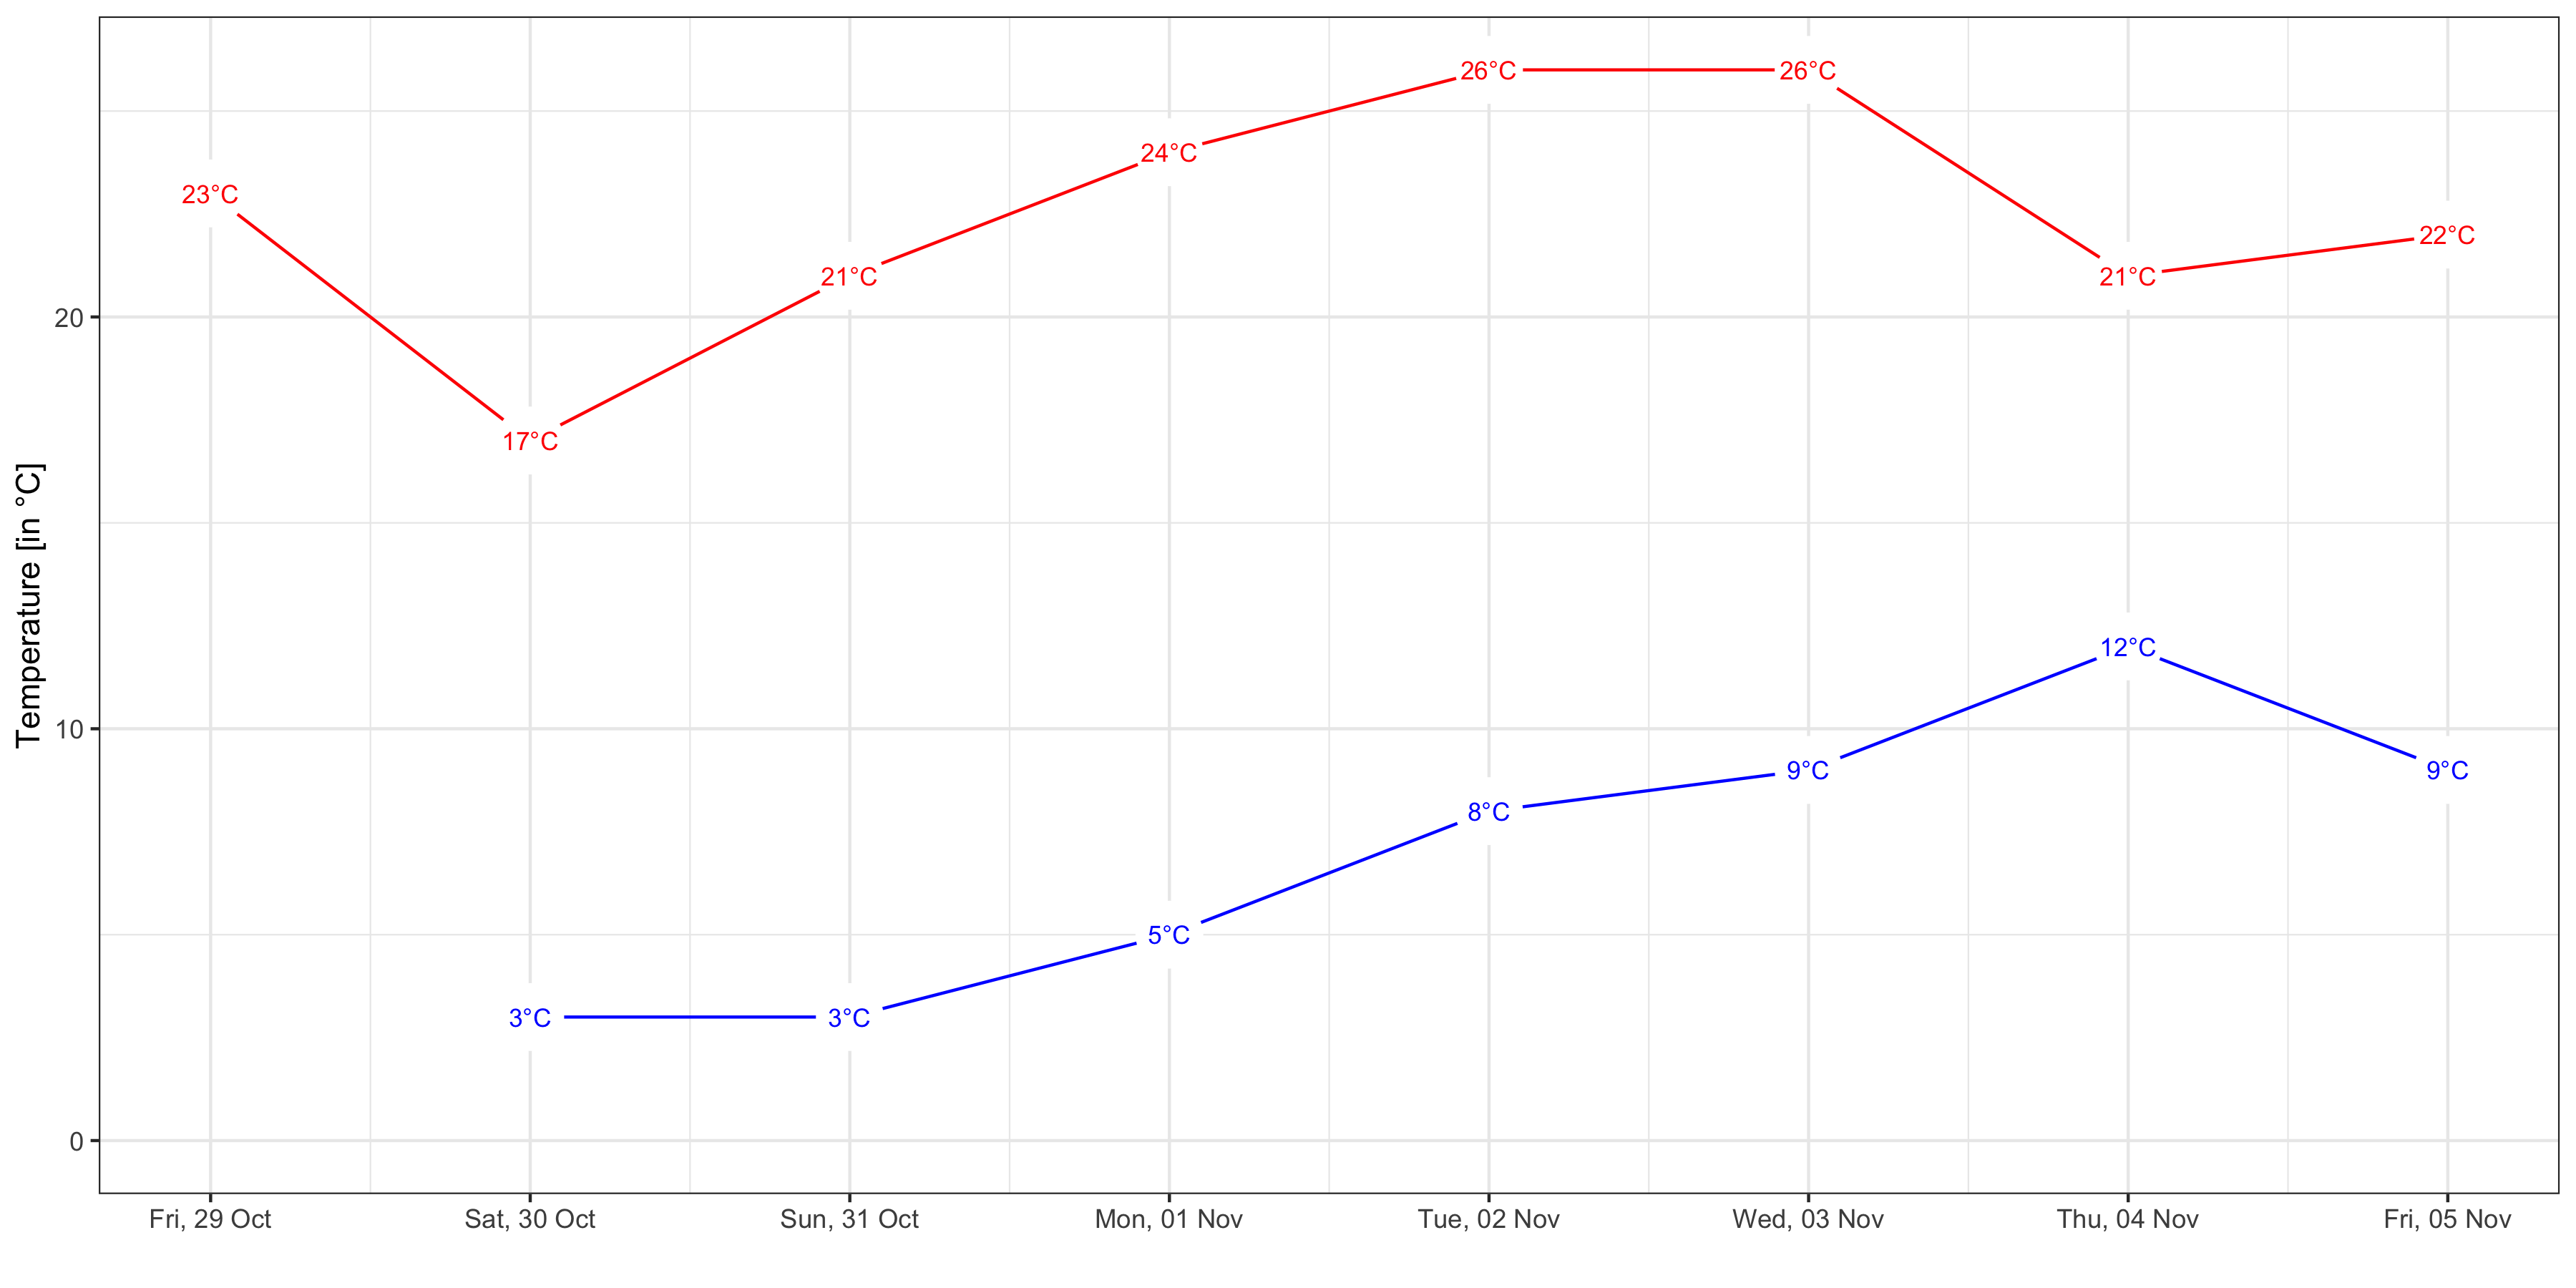 26°C
26°C
24°C
23°C
22°C
21°C
21°C
20
17°C
Temperature [in °C]
12°C
10
9°C
9°C
8°C
5°C
3°C
3°C
0
Fri, 29 Oct
Sat, 30 Oct
Sun, 31 Oct
Mon, 01 Nov
Tue, 02 Nov
Wed, 03 Nov
Thu, 04 Nov
Fri, 05 Nov